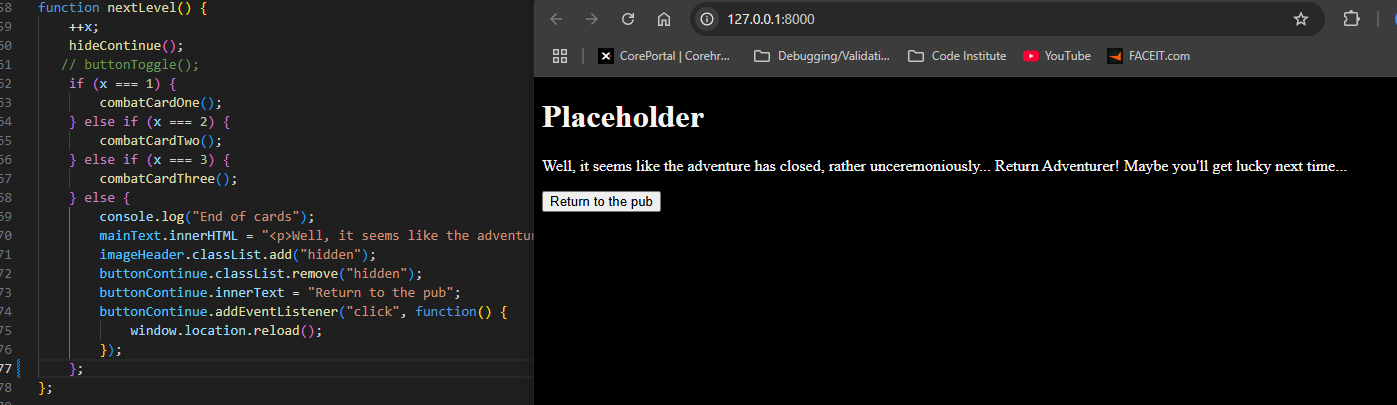 58 function nextLevel() {
59 ++x;
60 hideContinue();
61 // buttonToggle();
62 if (x === 1) {
63 combatCardOne();
64 } else if (x === 2) {
65 combatCardTwo();
66 } else if (x === 3) {
67 combatCardThree();
68 } else {
69 console.log("End of cards");
70 mainText.innerHTML = "<p>Well, it seems like the adventur
71 imageHeader.classList.add("hidden");
72 buttonContinue.classList.remove("hidden");
73 buttonContinue.innerText = "Return to the pub";
74 buttonContinue.addEventListener("click", function() {
75 window.location.reload();
76 });
77 };
78 };
127.0.0.1:8000
CorePortal | Corehr...
Debugging/Validati...
Code Institute
YouTube
FACEIT.com
Placeholder
Well, it seems like the adventure has closed, rather unceremoniously... Return Adventurer! Maybe you'll get lucky next time...
Return to the pub